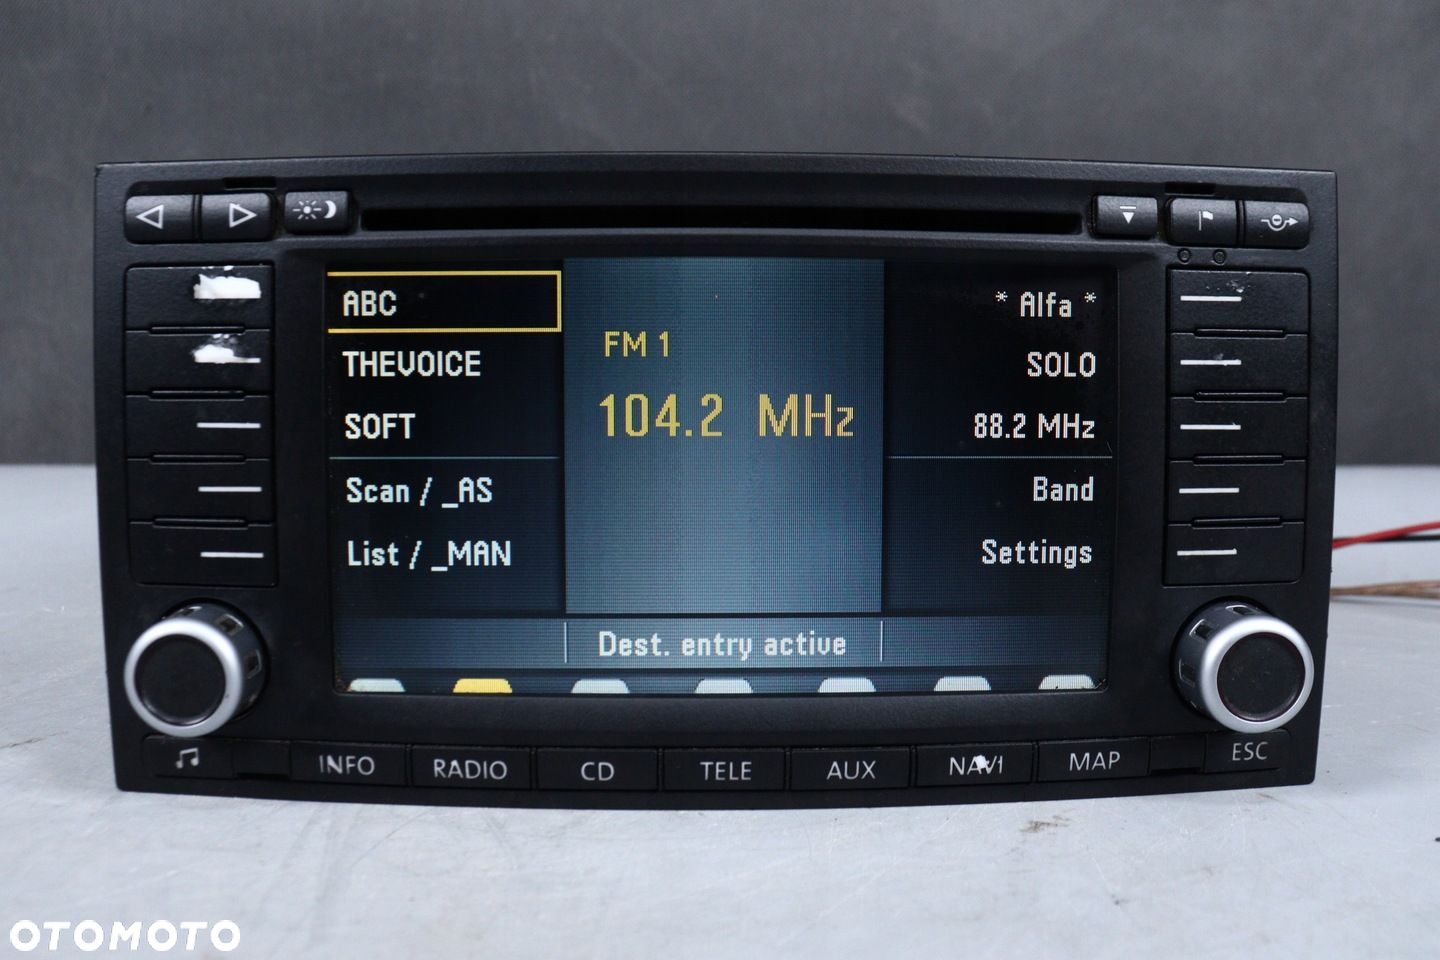 ABC
* Alfa *
THEVOICE
FM 1
SOLO
SOFT
104.2 MHz
88.2 MHz
Scan / _AS
Band
List / _MAN
Settings
Dest. entry active
INFO
RADIO
CD
TELE
AUX
NAVI
MAP
ESC
OTOMOTO